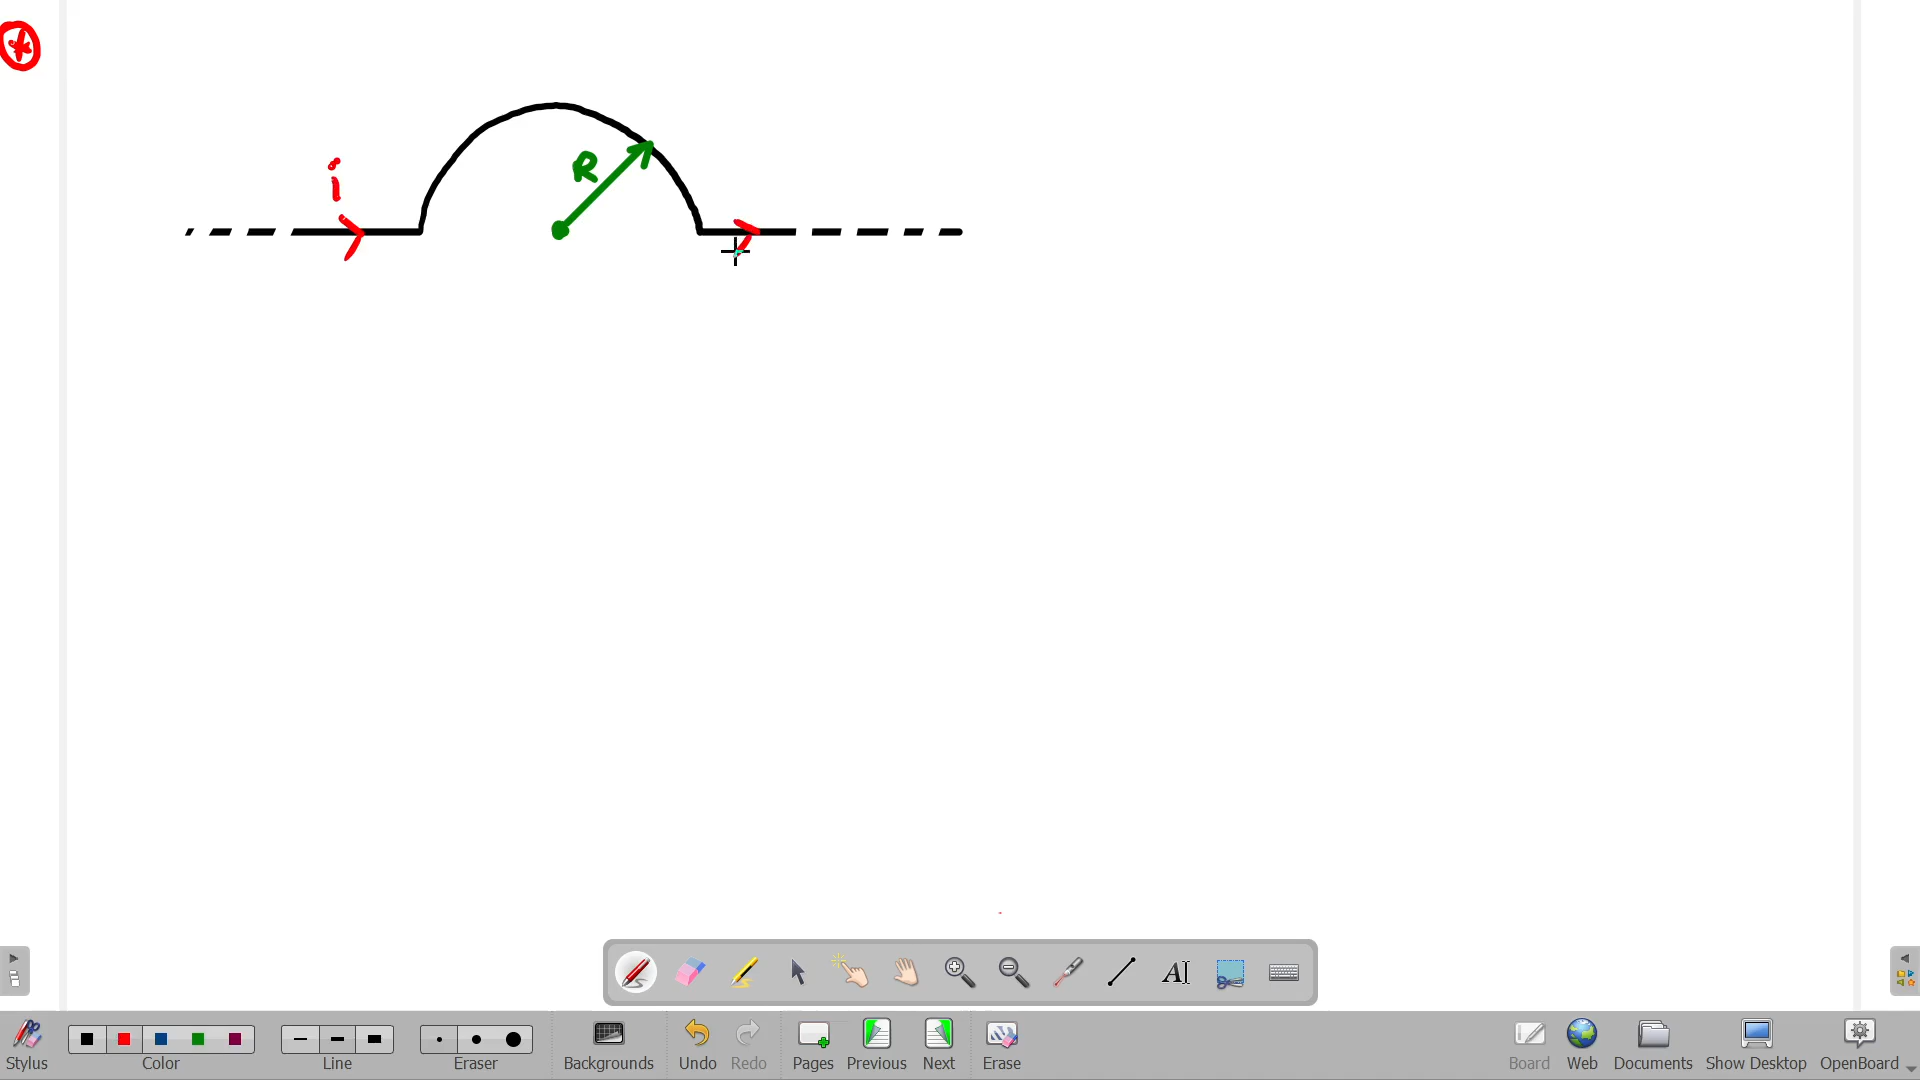 R
i
Stylus
Color
Line
Eraser
Backgrounds
Undo
Redo
Pages
Previous
Next
Erase
Board
Web
Documents
Show Desktop
OpenBoard